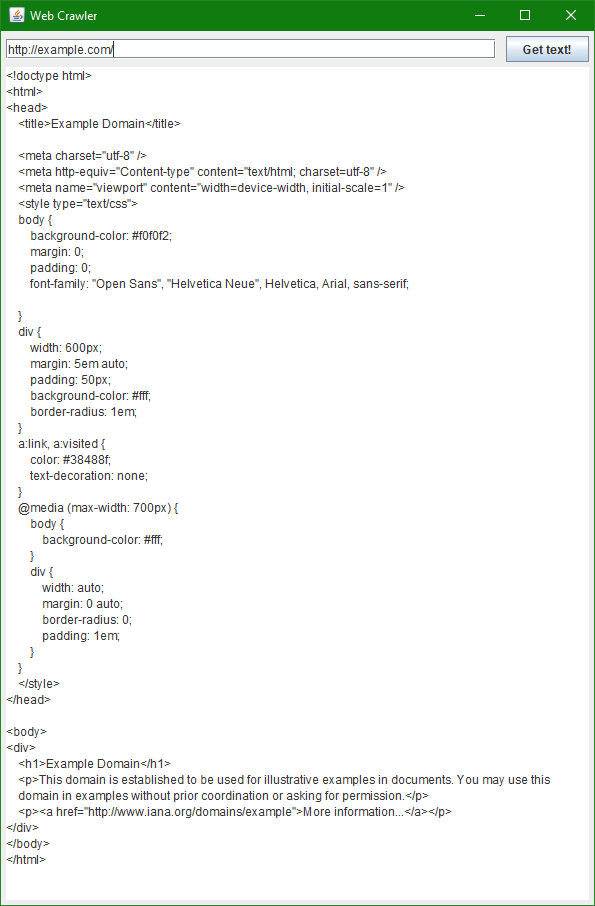 Web Crawler
http://example.com/
Get text!
<!doctype html>
<html>
<head>
    <title>Example Domain</title>

    <meta charset="utf-8" />
    <meta http-equiv="Content-type" content="text/html; charset=utf-8" />
    <meta name="viewport" content="width=device-width, initial-scale=1" />
    <style type="text/css">
    body {
        background-color: #f0f0f2;
        margin: 0;
        padding: 0;
        font-family: "Open Sans", "Helvetica Neue", Helvetica, Arial, sans-serif;

    }
    div {
        width: 600px;
        margin: 5em auto;
        padding: 50px;
        background-color: #fff;
        border-radius: 1em;
    }
    a:link, a:visited {
        color: #38488f;
        text-decoration: none;
    }
    @media (max-width: 700px) {
        body {
            background-color: #fff;
        }
        div {
            width: auto;
            margin: 0 auto;
            border-radius: 0;
            padding: 1em;
        }
    }
    </style>
</head>

<body>
<div>
    <h1>Example Domain</h1>
    <p>This domain is established to be used for illustrative examples in documents. You may use this
    domain in examples without prior coordination or asking for permission.</p>
    <p><a href="http://www.iana.org/domains/example">More information...</a></p>
</div>
</body>
</html>